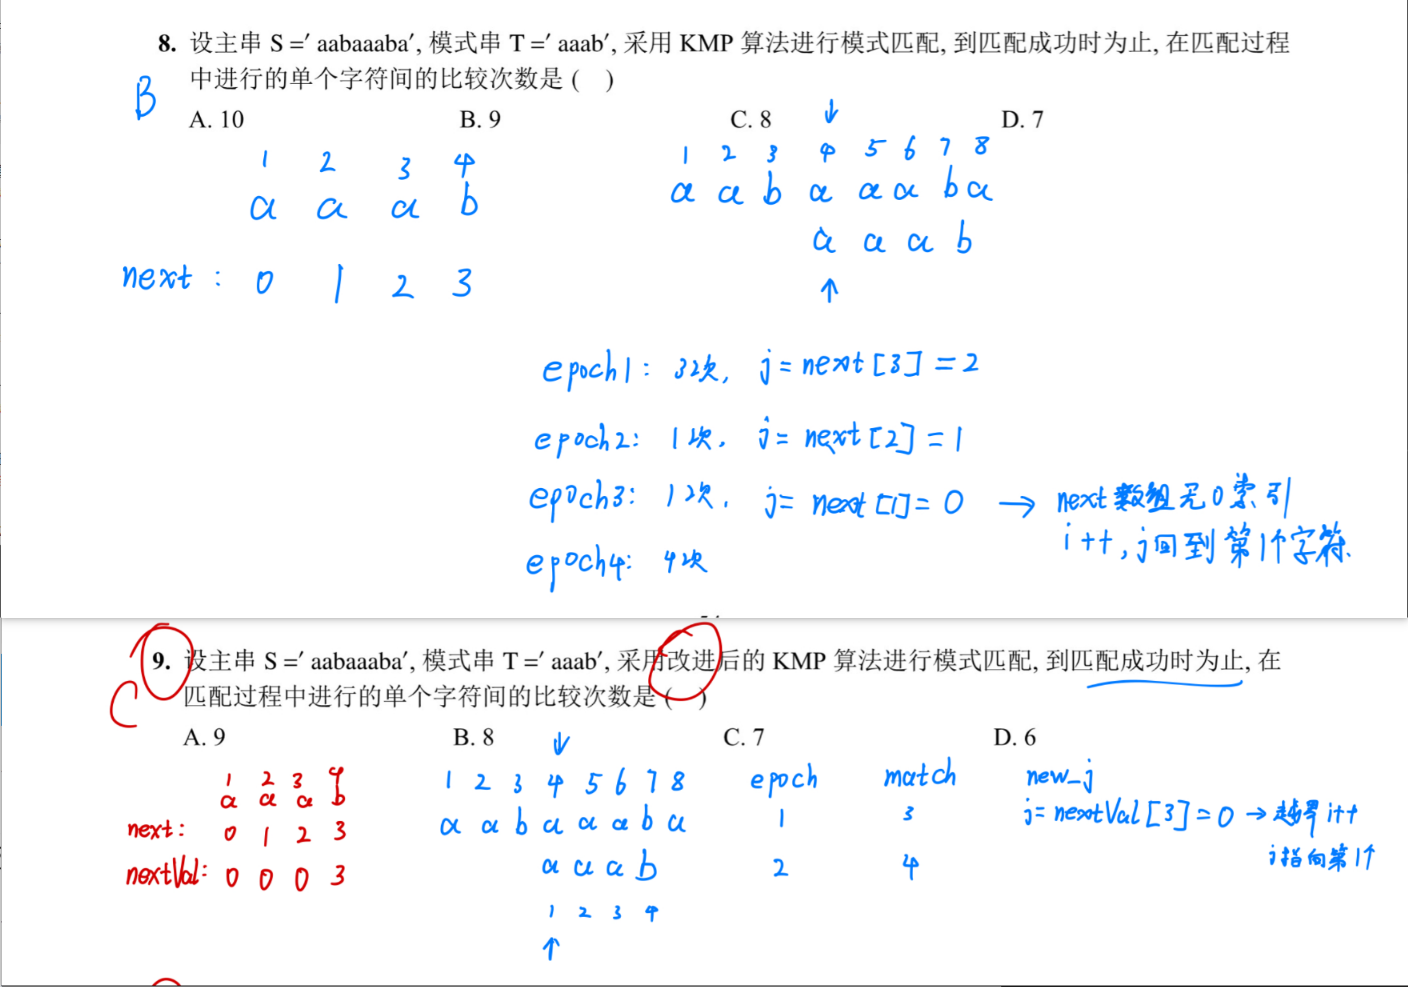 8. 设主串 S =′ aabaaaba′, 模式串 T =′ aaab′, 采用 KMP 算法进行模式匹配, 到匹配成功时为止, 在匹配过程
中进行的单个字符间的比较次数是 ( )
B
A. 10 B. 9 C. 8 D. 7
↓
1 2 3 4
a a a b
next : 0 1 2 3
1 2 3 4 5 6 7 8
a a b a a a b a
a a a b
↑
epoch1: 3次, j = next[3] = 2
epoch2: 1次, j = next[2] = 1
epoch3: 1次, j = next[1] = 0 → next数组无0索引
i++, j回到第1个字符.
epoch4: 4次
9. 设主串 S =′ aabaaaba′, 模式串 T =′ aaab′, 采用改进后的 KMP 算法进行模式匹配, 到匹配成功时为止, 在
匹配过程中进行的单个字符间的比较次数是 ( )
C
A. 9 B. 8 C. 7 D. 6
↓
1 2 3 4
a a a b
next: 0 1 2 3
nextVal: 0 0 0 3
1 2 3 4 5 6 7 8
a a b a a a b a
a a a b
1 2 3 4
↑
epoch match new_j
1 3 j = nextVal[3] = 0 → 越界 i++
j指向第1个
2 4